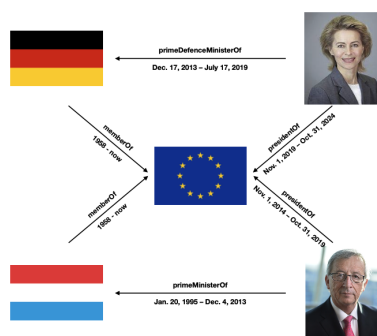 primeDefenceMinisterOf
Dec. 17, 2013 – July 17, 2019
memberOf
1958 - now
presidentOf
Nov. 1, 2019 – Oct. 31, 2024
memberOf
1958 - now
presidentOf
Nov. 1, 2014 – Oct. 31, 2019
primeMinisterOf
Jan. 20, 1995 – Dec. 4, 2013